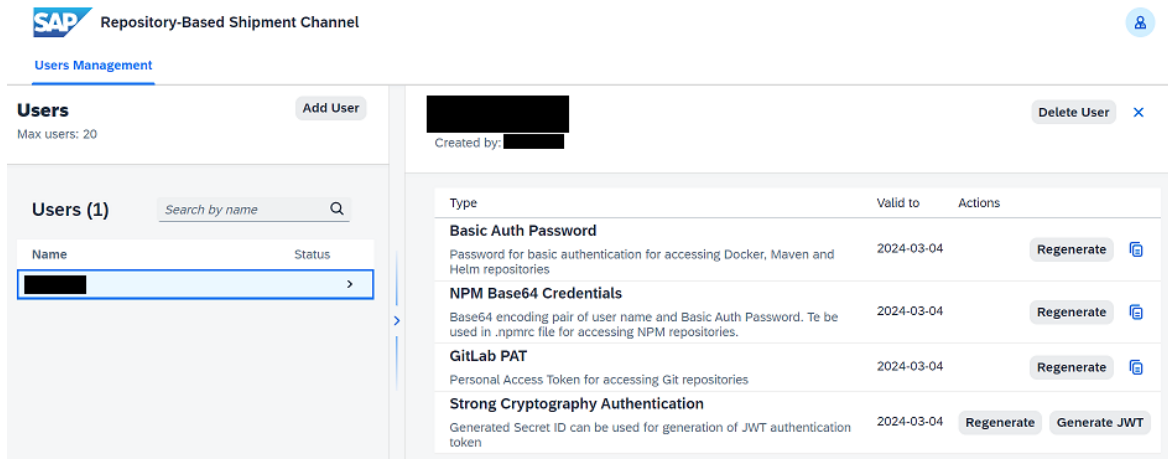 SAP Repository-Based Shipment Channel
Users Management
Users
Add User
Max users: 20
Users (1)
Search by name
Name Status
Delete User
Created by:
Type Valid to Actions
Basic Auth Password
Password for basic authentication for accessing Docker, Maven and
Helm repositories
2024-03-04
Regenerate
NPM Base64 Credentials
Base64 encoding pair of user name and Basic Auth Password. Te be
used in .npmrc file for accessing NPM repositories.
2024-03-04
Regenerate
GitLab PAT
Personal Access Token for accessing Git repositories
2024-03-04
Regenerate
Strong Cryptography Authentication
Generated Secret ID can be used for generation of JWT authentication
token
2024-03-04
Regenerate
Generate JWT